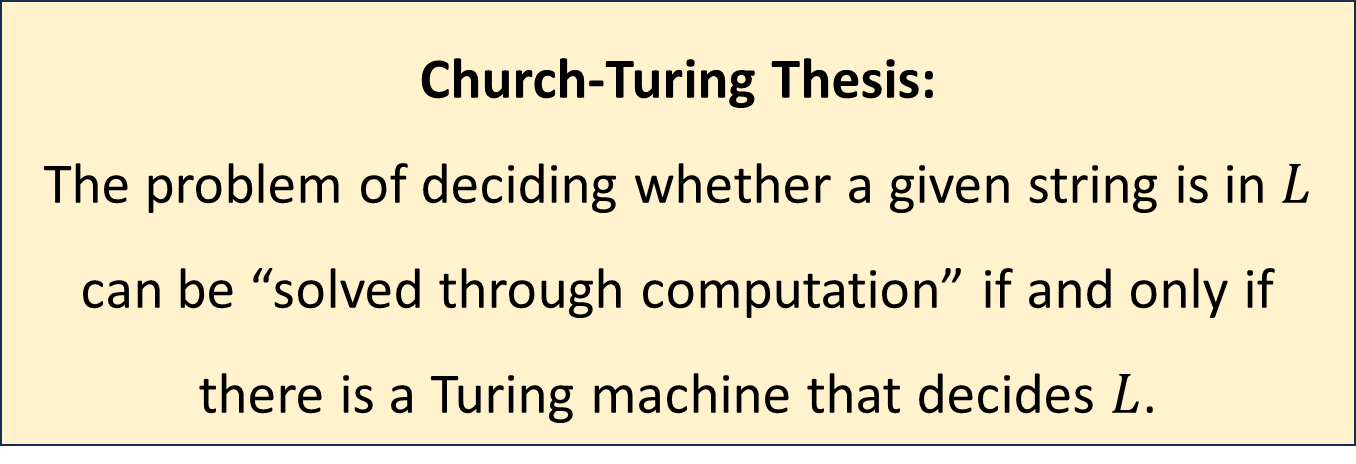 Church-Turing Thesis:
The problem of deciding whether a given string is in L
can be “solved through computation” if and only if
there is a Turing machine that decides L.